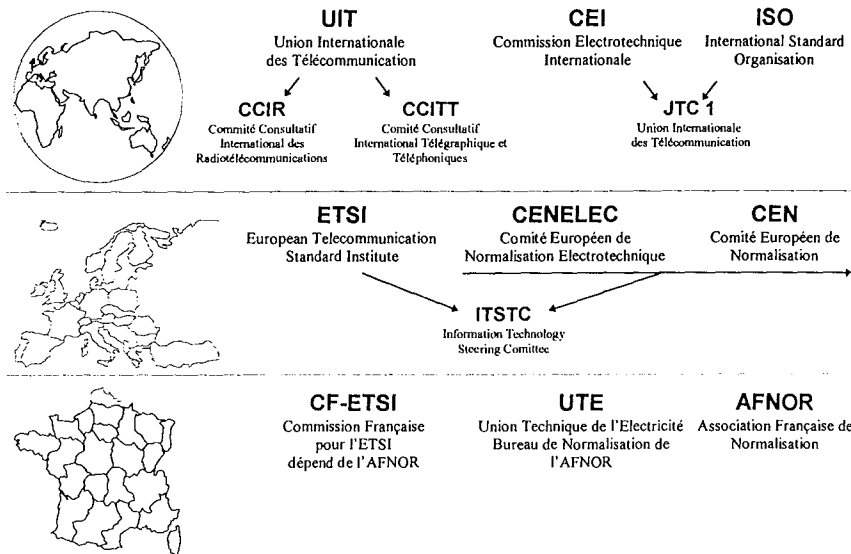 UIT
Union Internationale
des Télécommunication
CEI
Commission Electrotechnique
Internationale
ISO
International Standard
Organisation
CCIR
Commité Consultatif
International des
Radiotélécommunications
CCITT
Comité Consultatif
International Télégraphique et
Téléphoniques
JTC 1
Union Internationale
des Télécommunication
ETSI
European Telecommunication
Standard Institute
CENELEC
Comité Européen de
Normalisation Electrotechnique
CEN
Comité Européen de
Normalisation
ITSTC
Information Technology
Steering Comittee
CF-ETSI
Commission Française
pour l'ETSI
dépend de l'AFNOR
UTE
Union Technique de l'Electricité
Bureau de Normalisation de
l'AFNOR
AFNOR
Association Française de
Normalisation